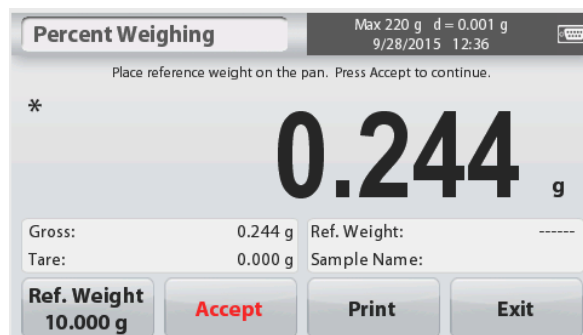 Percent Weighing
Max 220 g  d = 0.001 g
9/28/2015  12:36
Place reference weight on the pan.  Press Accept to continue.
*
0.244 g
Gross: 0.244 g
Tare: 0.000 g
Ref. Weight: ------
Sample Name:
Ref. Weight
10.000 g
Accept
Print
Exit